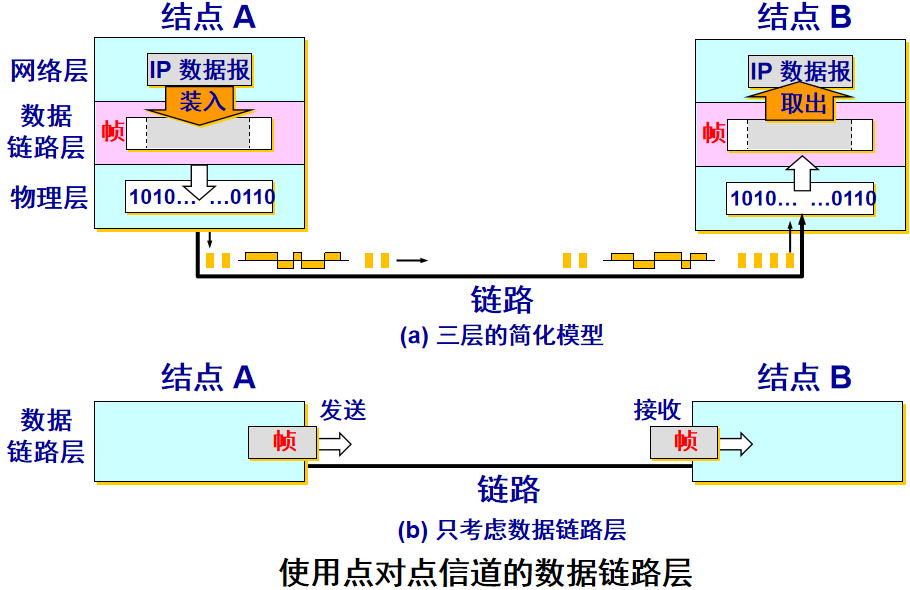 结点 A
结点 B
网络层
IP 数据报
IP 数据报
装入
取出
数据
链路层
帧
帧
物理层
1010… …0110
1010… …0110
链路
(a) 三层的简化模型
结点 A
结点 B
数据
链路层
发送
接收
帧
帧
链路
(b) 只考虑数据链路层
使用点对点信道的数据链路层